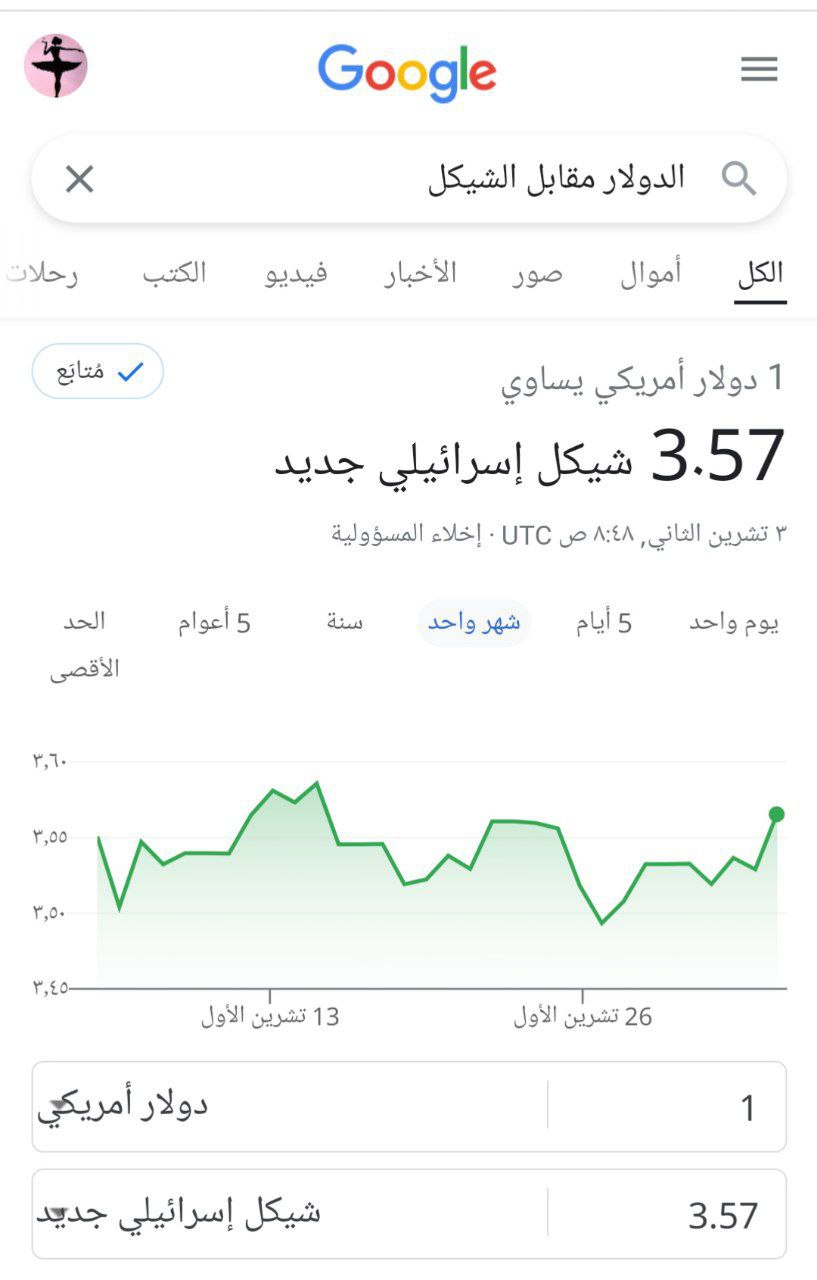 Google
الدولار مقابل الشيكل
الكل أموال صور الأخبار فيديو الكتب رحلات
1 دولار أمريكي يساوي
مُتابَع
3.57 شيكل إسرائيلي جديد
٣ تشرين الثاني, ٨:٤٨ ص UTC · إخلاء المسؤولية
يوم واحد 5 أيام شهر واحد سنة 5 أعوام الحد الأقصى
٣,٦٠
٣,٥٥
٣,٥٠
٣,٤٥
13 تشرين الأول 26 تشرين الأول
1 دولار أمريكي
3.57 شيكل إسرائيلي جديد